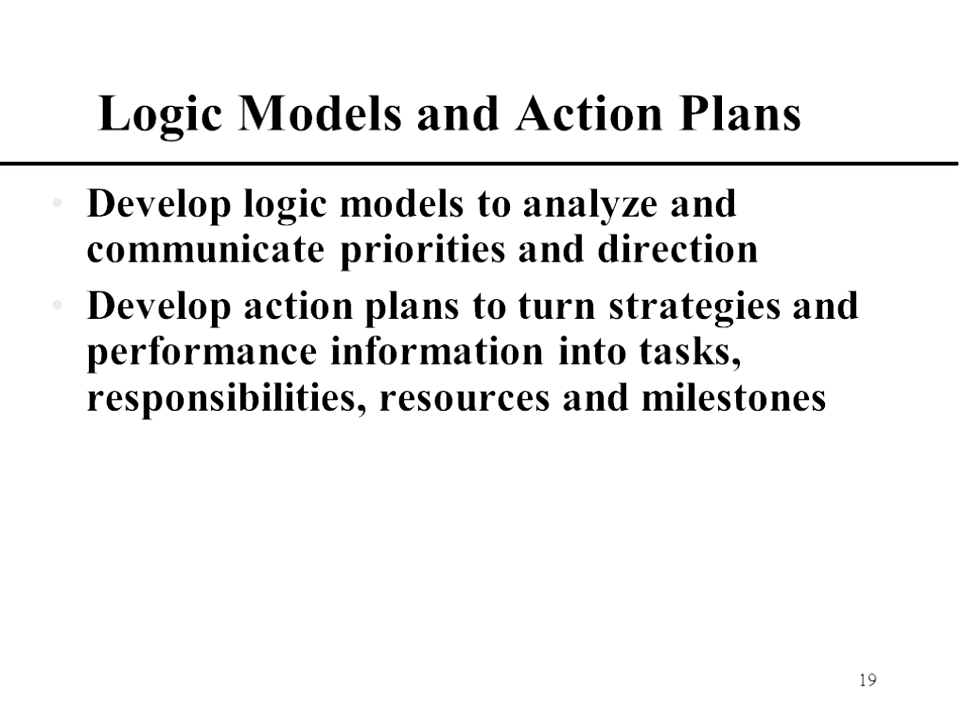 Logic Models and Action Plans
• Develop logic models to analyze and
communicate priorities and direction
• Develop action plans to turn strategies and
performance information into tasks,
responsibilities, resources and milestones
19